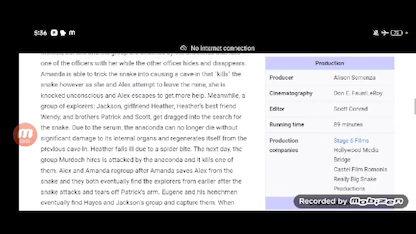 5:36
No internet connection
one of the officers with her while the other officer hides and disappears.
Amanda is able to trick the snake into causing a cave-in that "kills" the
snake however as she and Alex attempt to leave the mine, she is
knocked unconscious and Alex escapes to get more help. Meanwhile, a
group of explorers: Jackson, girlfriend Heather, Heather's best friend
Wendy, and brothers Patrick and Scott, get dragged into the search for
the snake. Due to the serum, the anaconda can no longer die without
significant damage to its internal organs and regenerates itself from the
previous cave in. Heather falls ill due to a spider bite. The next day, the
group Murdoch hires is attacked by the anaconda and it kills one of
them. Alex and Amanda regroup after Amanda saves Alex from the
snake and they both eventually find the explorers from earlier after the
snake attacks and tears off Patrick's arm. Eugene and his henchmen
eventually find Hayes and Jackson's group and capture them. When
Production
Producer Alison Semenza
Cinematography Don E. FauntLeRoy
Editor Scott Conrad
Running time 89 minutes
Production Stage 6 Films
companies Hollywood Media
Bridge
Castel Film Romania
Really Big Snake
Productions
Recorded by Mobizen